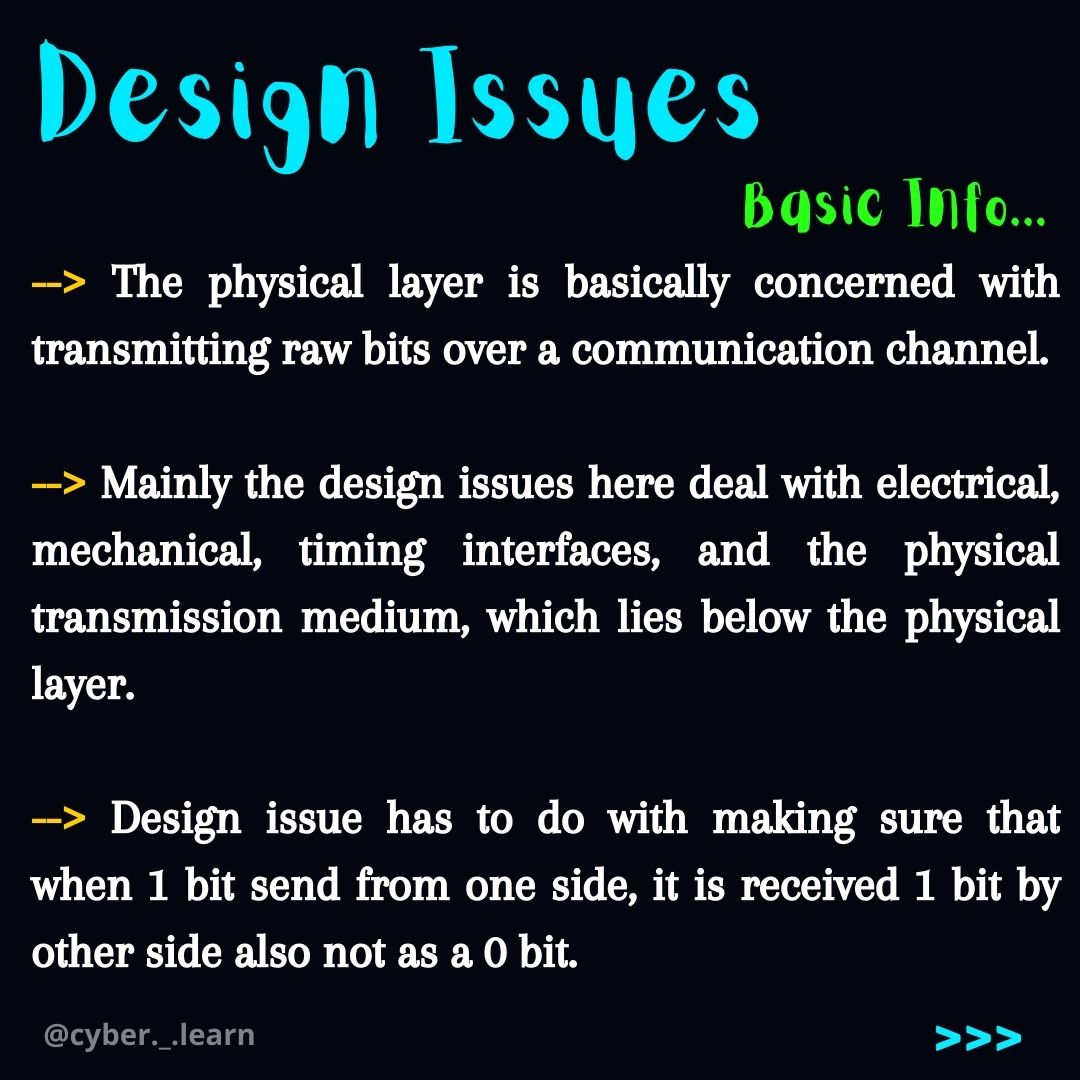 Design Issues
Basic Info...
--> The physical layer is basically concerned with
transmitting raw bits over a communication channel.
--> Mainly the design issues here deal with electrical,
mechanical, timing interfaces, and the physical
transmission medium, which lies below the physical
layer.
--> Design issue has to do with making sure that
when 1 bit send from one side, it is received 1 bit by
other side also not as a 0 bit.
@cyber._.learn
>>>